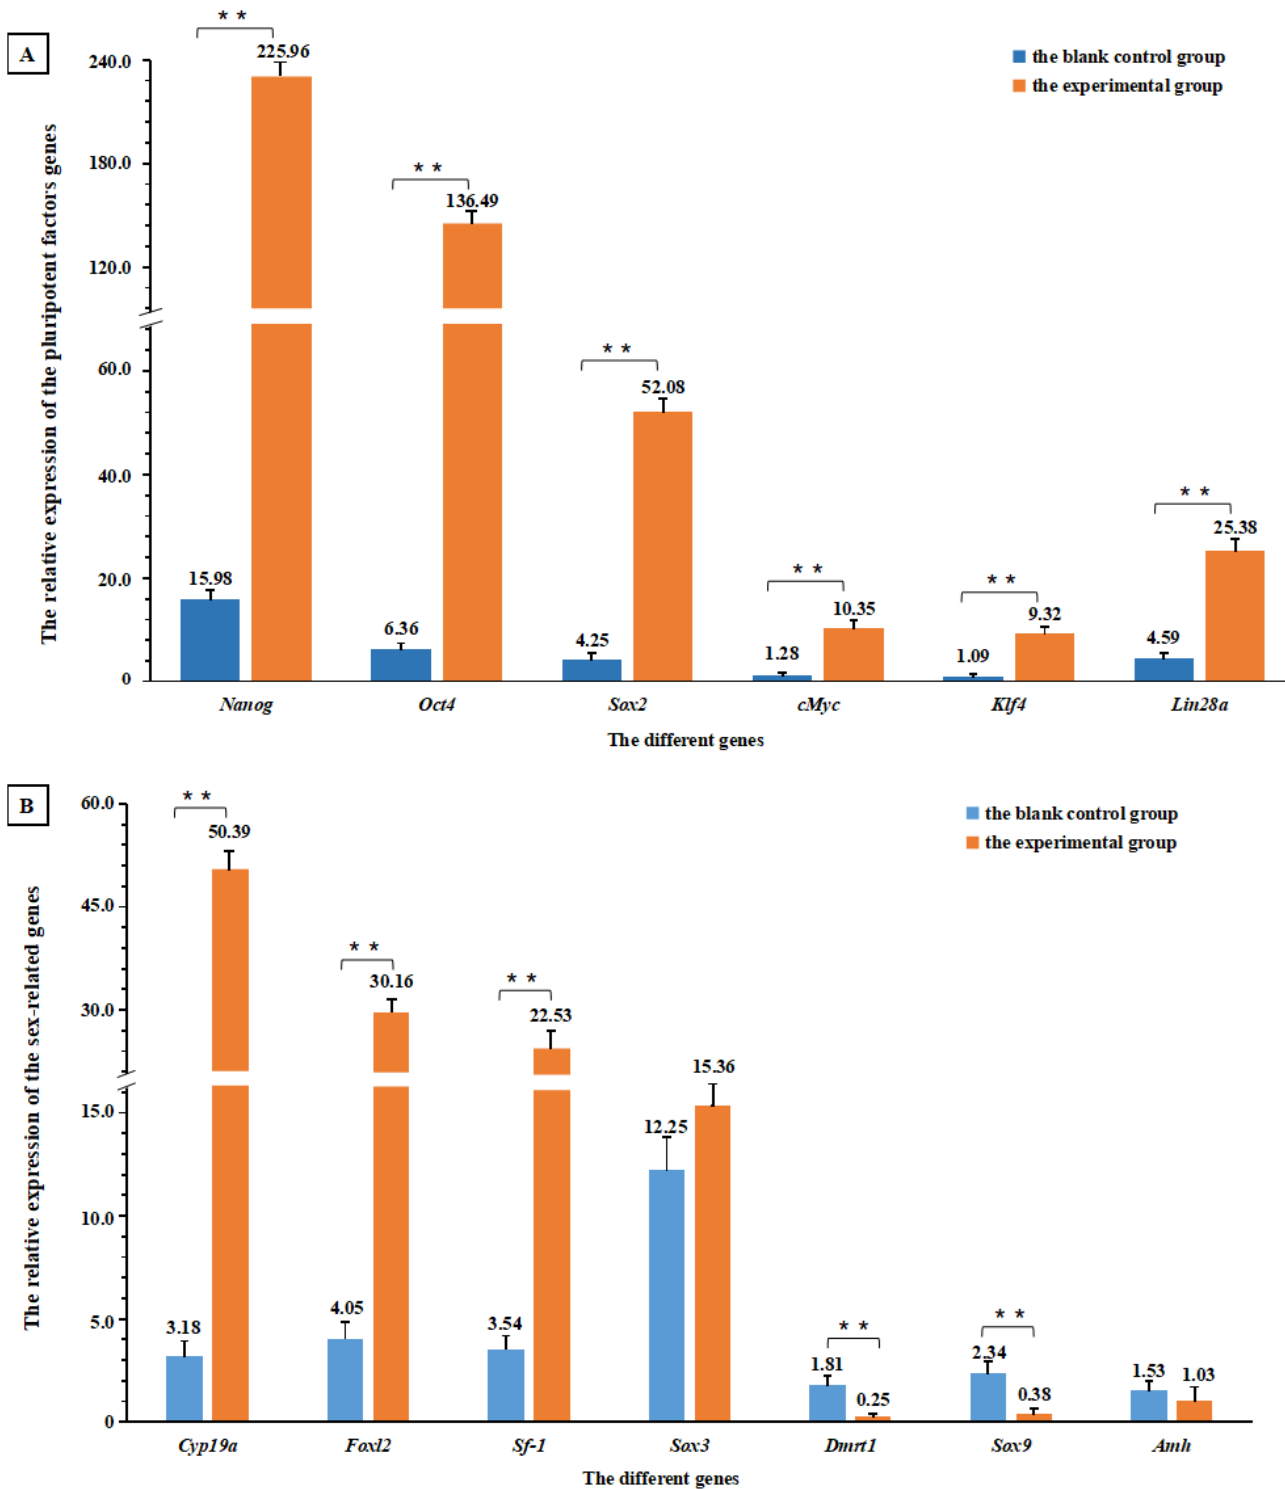 A
the blank control group
the experimental group
The relative expression of the pluripotent factors genes
240.0
180.0
120.0
60.0
40.0
20.0
0
* *
225.96
15.98
* *
136.49
6.36
* *
52.08
4.25
* *
10.35
1.28
* *
9.32
1.09
* *
25.38
4.59
Nanog
Oct4
Sox2
cMyc
Klf4
Lin28a
The different genes
B
the blank control group
the experimental group
The relative expression of the sex-related genes
60.0
45.0
30.0
15.0
10.0
5.0
0
* *
50.39
3.18
* *
30.16
4.05
* *
22.53
3.54
15.36
12.25
* *
1.81
0.25
* *
2.34
0.38
1.53
1.03
Cyp19a
Foxl2
Sf-1
Sox3
Dmrt1
Sox9
Amh
The different genes